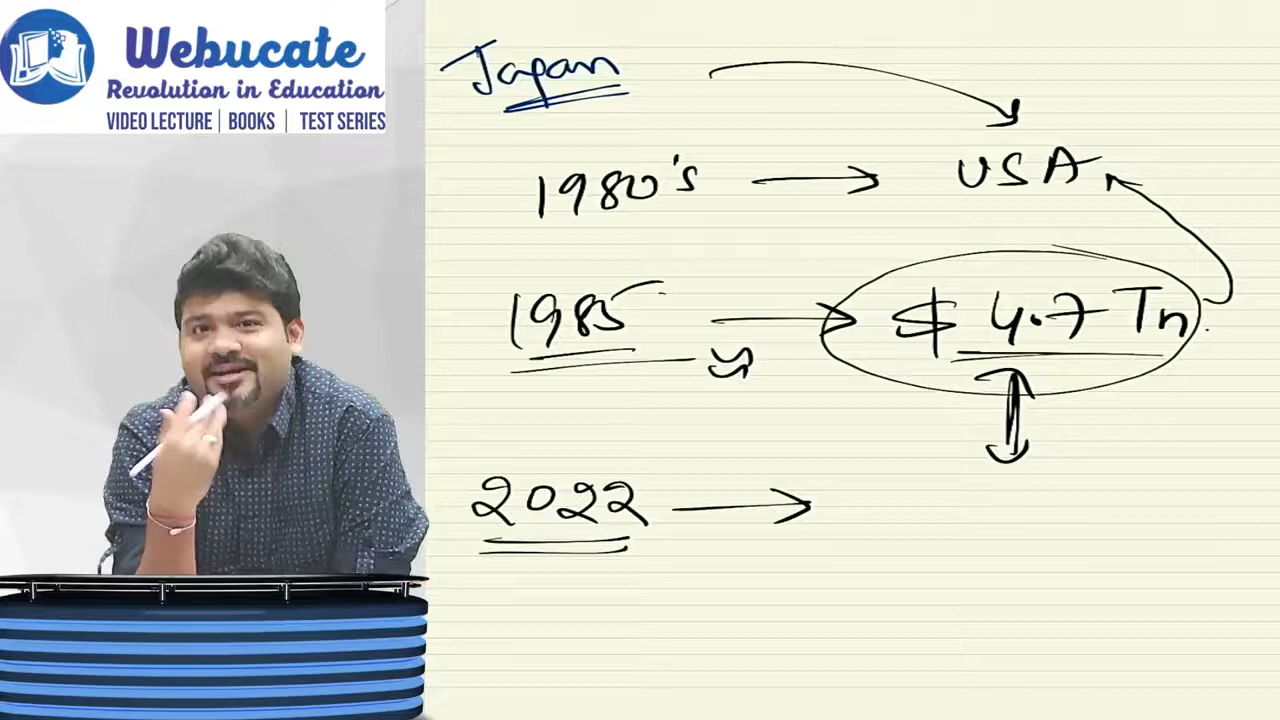 Webucate
Revolution in Education
VIDEO LECTURE | BOOKS | TEST SERIES
Japan
1980's → USA
1985 → $ 4.7 Tn
2022 →